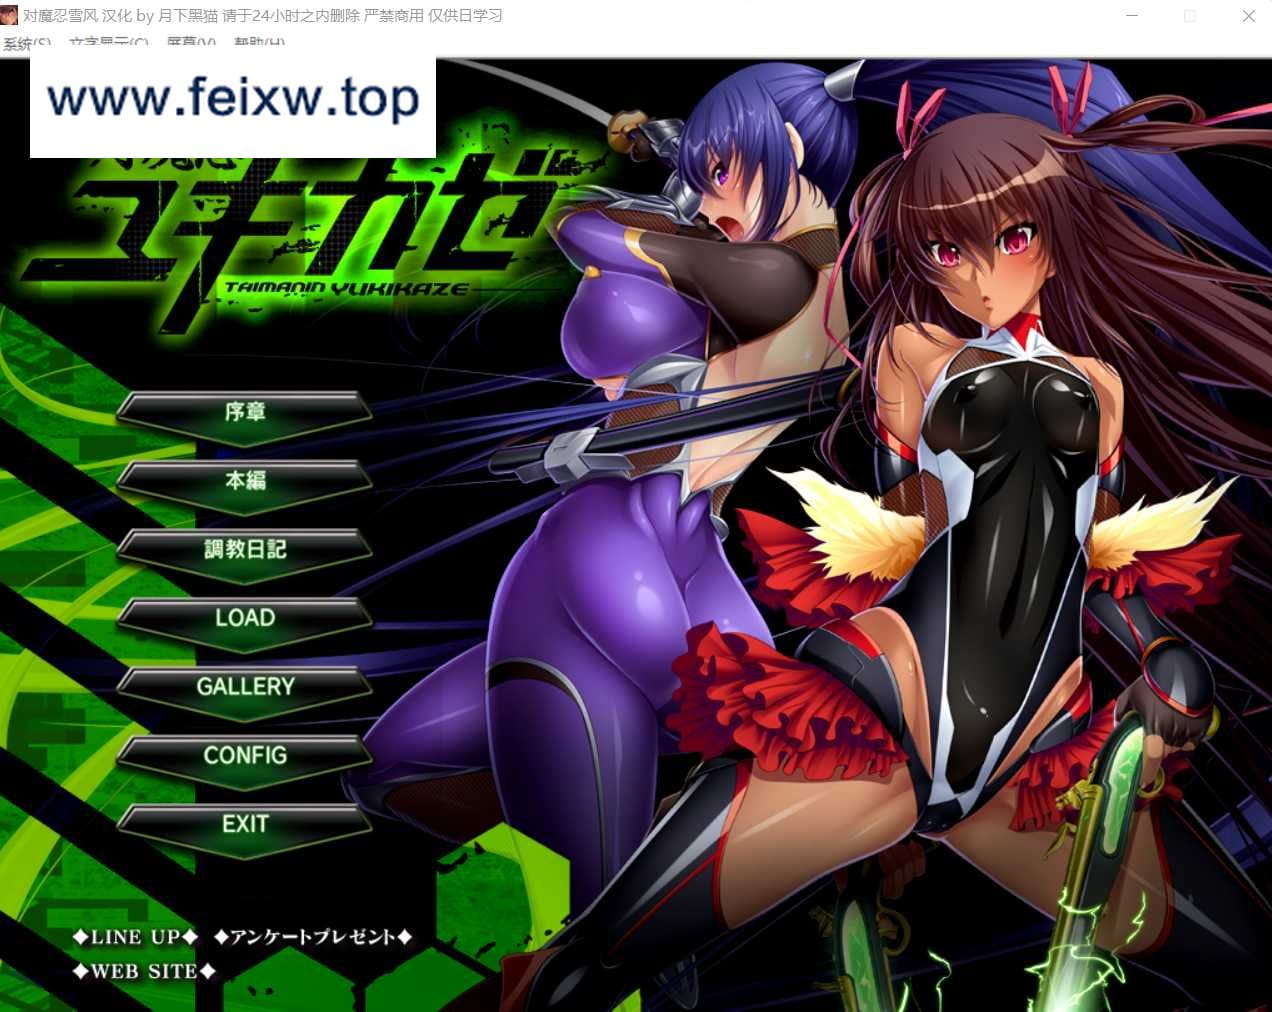 对魔忍雪风 汉化 by 月下黑猫 请于24小时之内删除 严禁商用 仅供日学习
系统(S) 文字显示(C) 屏幕(V) 帮助(H)
www.feixw.top
ユキカゼ
TAIMANIN YUKIKAZE
序章
本編
調教日記
LOAD
GALLERY
CONFIG
EXIT
◆LINE UP◆ ◆アンケートプレゼント◆
◆WEB SITE◆